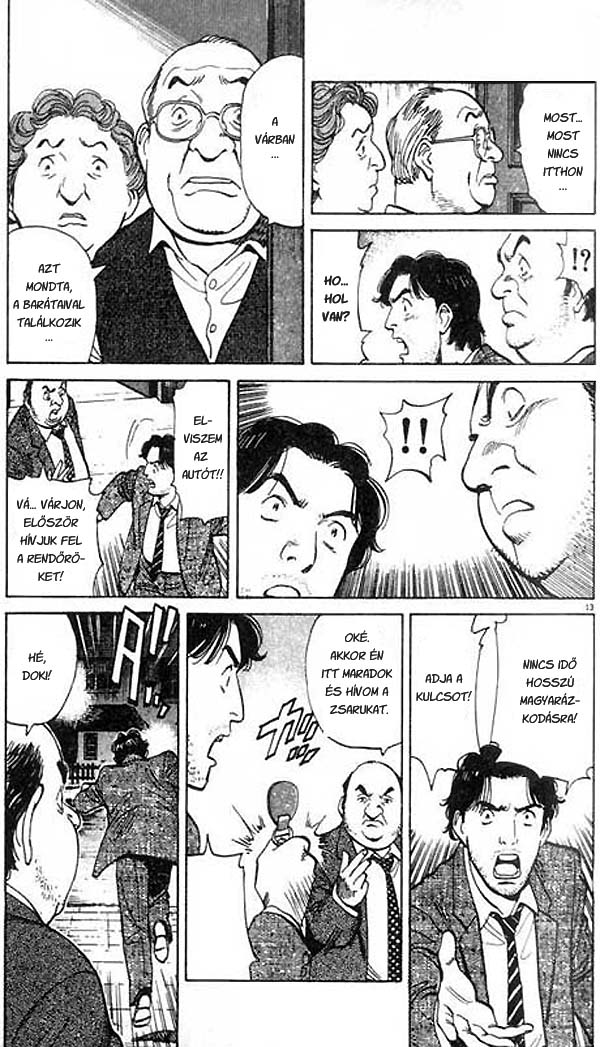 MOST...
MOST
NINCS
ITTHON
...
!?
HO...
HOL
VAN?
A
VÁRBAN
...
AZT
MONDTA,
A BARÁTAIVAL
TALÁLKOZIK
...
!!
EL-
VISZEM
AZ
AUTÓT!!
VÁ... VÁRJON,
ELŐSZÖR
HÍVJUK FEL
A RENDŐRÖ-
KET!
13
NINCS IDŐ
HOSSZÚ
MAGYARÁZ-
KODÁSRA!
ADJA A
KULCSOT!
OKÉ.
AKKOR ÉN
ITT MARADOK
ÉS HÍVOM A
ZSARUKAT.
HÉ,
DOKI!